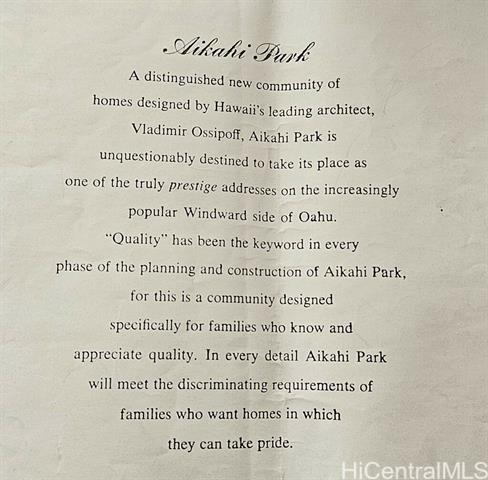 Aikahi Park
A distinguished new community of
homes designed by Hawaii's leading architect,
Vladimir Ossipoff, Aikahi Park is
unquestionably destined to take its place as
one of the truly prestige addresses on the increasingly
popular Windward side of Oahu.
"Quality" has been the keyword in every
phase of the planning and construction of Aikahi Park,
for this is a community designed
specifically for families who know and
appreciate quality. In every detail Aikahi Park
will meet the discriminating requirements of
families who want homes in which
they can take pride.
HiCentralMLS